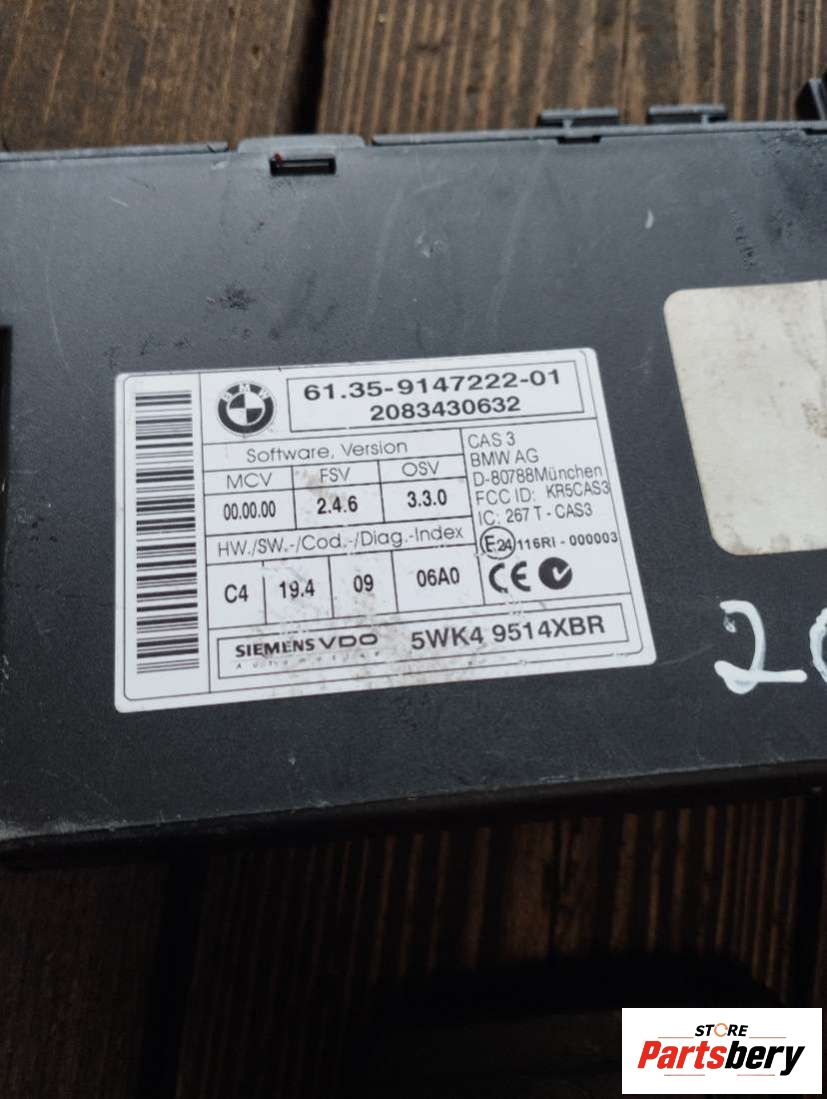 BMW
61.35-9147222-01
2083430632
Software, Version
MCV FSV OSV
00.00.00 2.4.6 3.3.0
HW./SW.-/Cod.-/Diag.-Index
C4 19.4 09 06A0
CAS 3
BMW AG
D-80788München
FCC ID: KR5CAS3
IC: 267 T - CAS3
E24 116RI - 000003
CE
SIEMENS VDO 5WK4 9514XBR
Automotive
STORE
Partsbery